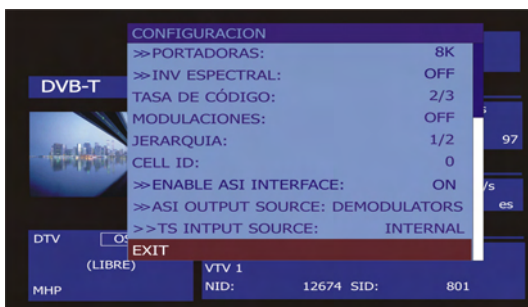 CONFIGURACION
≫PORTADORAS: 8K
≫INV ESPECTRAL: OFF
TASA DE CÓDIGO: 2/3
MODULACIONES: OFF
JERARQUIA: 1/2
CELL ID: 0
≫ENABLE ASI INTERFACE: ON
≫ASI OUTPUT SOURCE: DEMODULATORS
>>TS INTPUT SOURCE: INTERNAL
EXIT
DVB-T
97
/s
es
DTV
(LIBRE)
MHP
VTV 1
NID: 12674 SID: 801